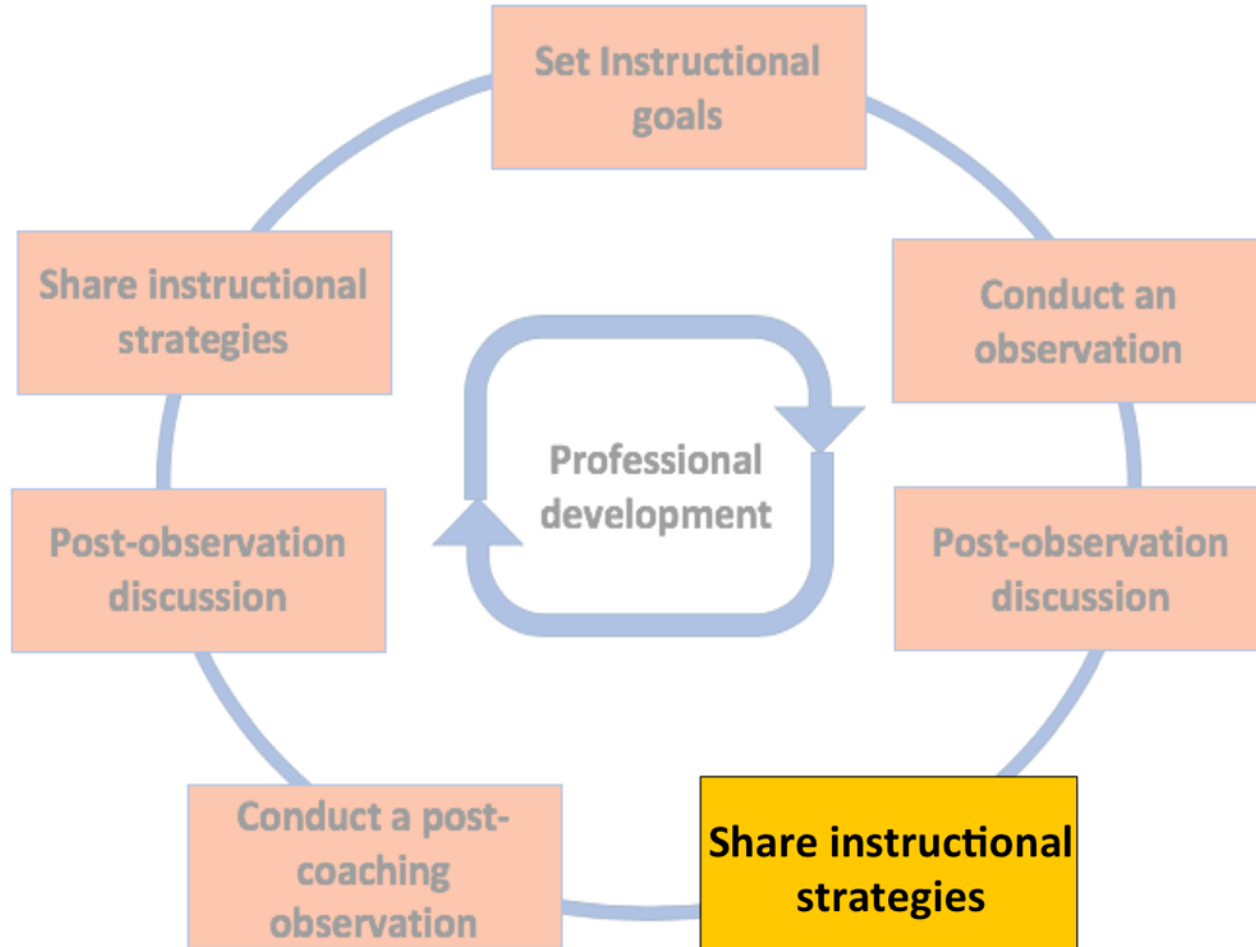 Set Instructional
goals
Conduct an
observation
Post-observation
discussion
Share instructional
strategies
Conduct a post-
coaching
observation
Post-observation
discussion
Share instructional
strategies
Professional
development